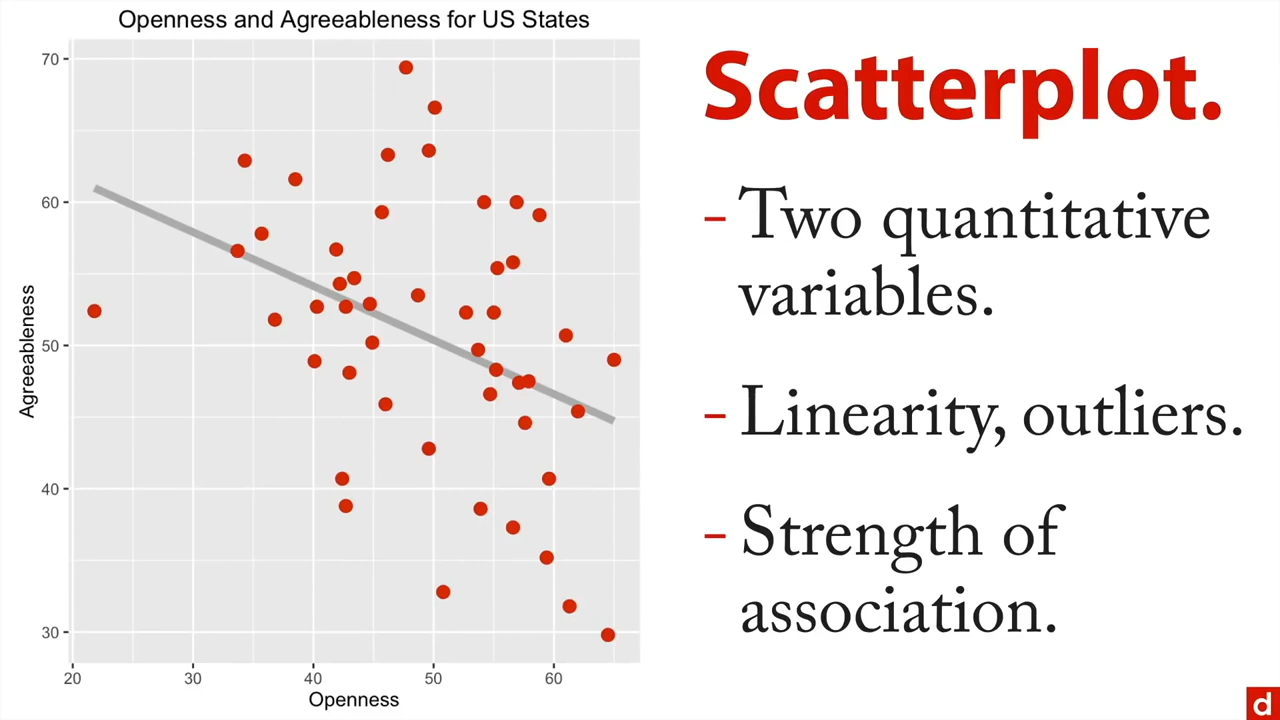 Openness and Agreeableness for US States
70
60
50
40
30
Agreeableness
20
30
40
50
60
Openness
Scatterplot.
- Two quantitative
variables.
- Linearity, outliers.
- Strength of
association.
d